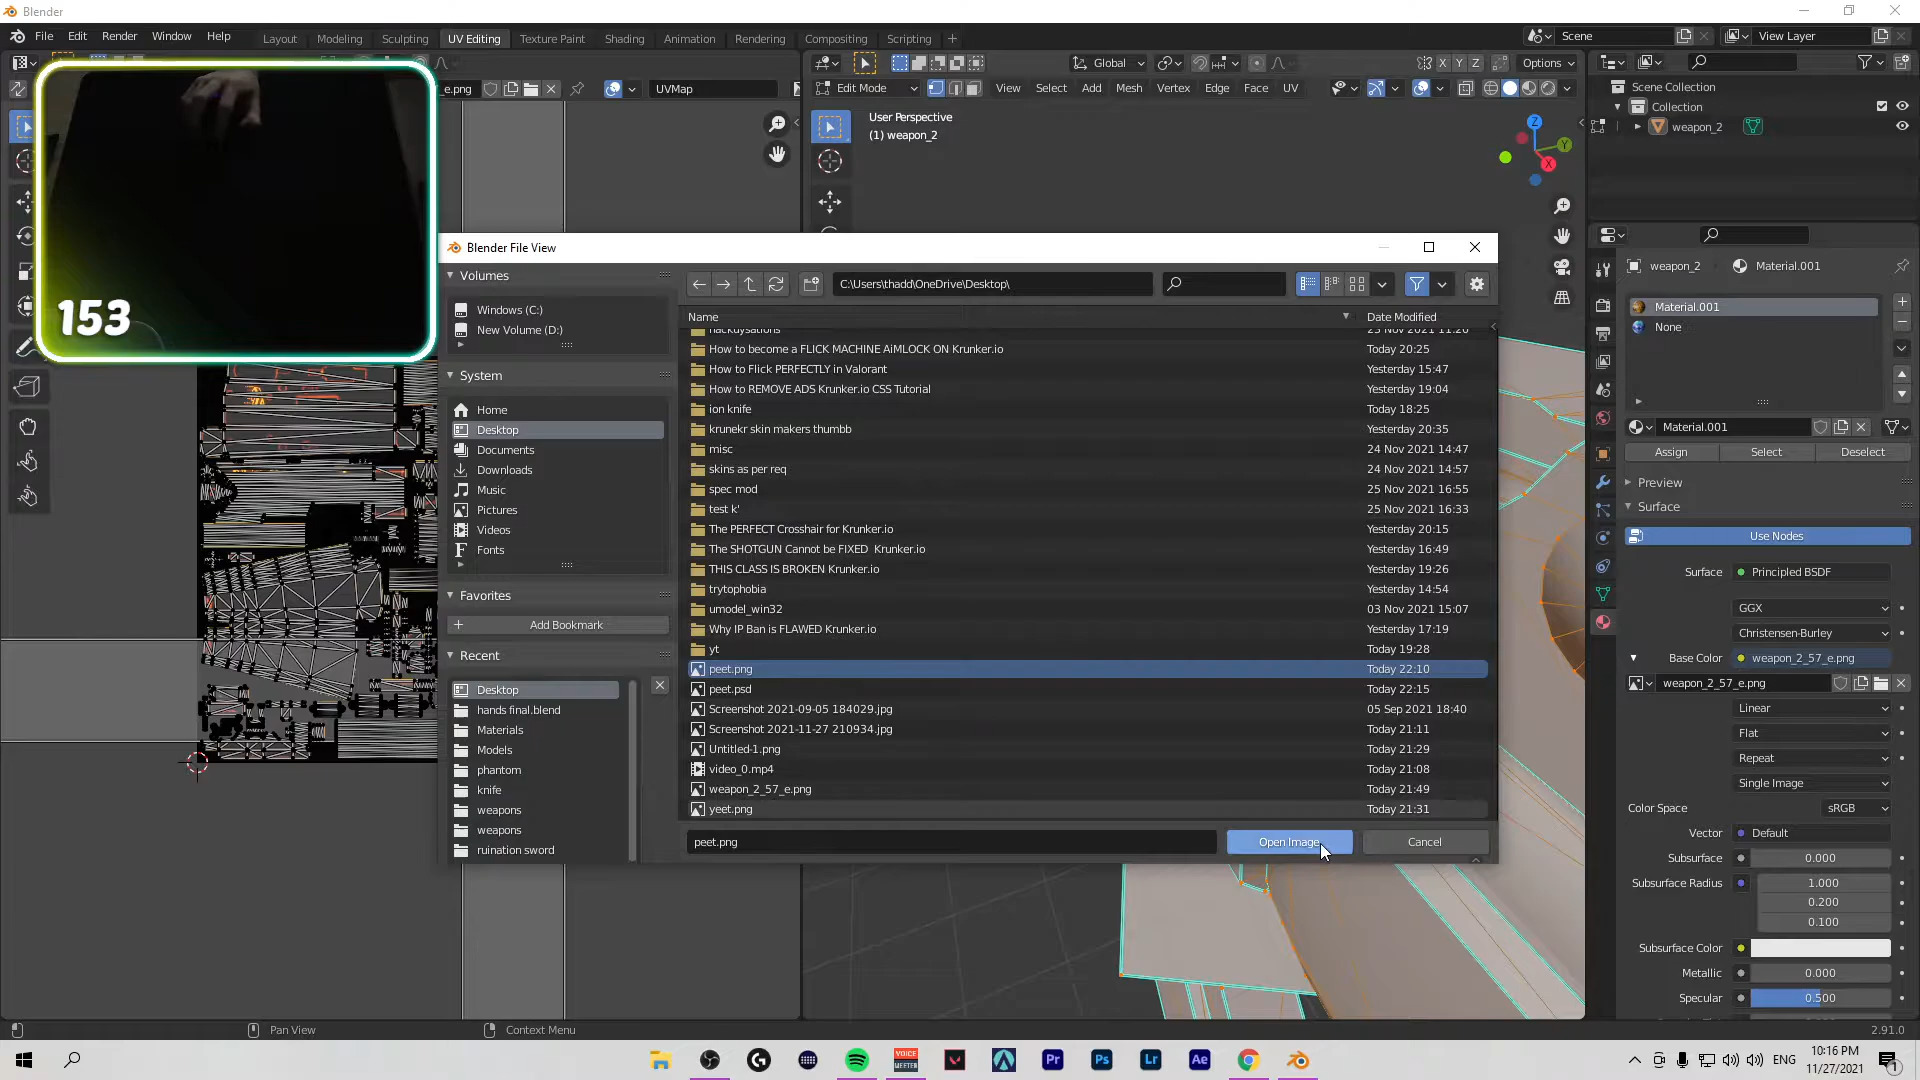 Blender
File Edit Render Window Help
Layout Modeling Sculpting UV Editing Texture Paint Shading Animation Rendering Compositing Scripting
Scene
View Layer
Global
X Y Z
Options
_e.png
UVMap
Edit Mode
View Select Add Mesh Vertex Edge Face UV
User Perspective
(1) weapon_2
Z
Y
X
Scene Collection
Collection
weapon_2
153
Blender File View
Volumes
Windows (C:)
New Volume (D:)
System
Home
Desktop
Documents
Downloads
Music
Pictures
Videos
Fonts
Favorites
Add Bookmark
Recent
Desktop
hands final.blend
Materials
Models
phantom
knife
weapons
weapons
ruination sword
C:\Users\thadd\OneDrive\Desktop\
Name Date Modified
hackuysations 25 Nov 2021 11:20
How to become a FLICK MACHINE AiMLOCK ON Krunker.io Today 20:25
How to Flick PERFECTLY in Valorant Yesterday 15:47
How to REMOVE ADS Krunker.io CSS Tutorial Yesterday 19:04
ion knife Today 18:25
krunekr skin makers thumbb Yesterday 20:35
misc 24 Nov 2021 14:47
skins as per req 24 Nov 2021 14:57
spec mod 25 Nov 2021 16:55
test k' 25 Nov 2021 16:33
The PERFECT Crosshair for Krunker.io Yesterday 20:15
The SHOTGUN Cannot be FIXED Krunker.io Yesterday 16:49
THIS CLASS IS BROKEN Krunker.io Yesterday 19:26
trytophobia Yesterday 14:54
umodel_win32 03 Nov 2021 15:07
Why IP Ban is FLAWED Krunker.io Yesterday 17:19
yt Today 19:28
peet.png Today 22:10
peet.psd Today 22:15
Screenshot 2021-09-05 184029.jpg 05 Sep 2021 18:40
Screenshot 2021-11-27 210934.jpg Today 21:11
Untitled-1.png Today 21:29
video_0.mp4 Today 21:08
weapon_2_57_e.png Today 21:49
yeet.png Today 21:31
peet.png
Open Image
Cancel
weapon_2 Material.001
Material.001
None
Material.001
Assign Select Deselect
Preview
Surface
Use Nodes
Surface Principled BSDF
GGX
Christensen-Burley
Base Color weapon_2_57_e.png
weapon_2_57_e.png
Linear
Flat
Repeat
Single Image
Color Space sRGB
Vector Default
Subsurface 0.000
Subsurface Radius 1.000
0.200
0.100
Subsurface Color
Metallic 0.000
Specular 0.500
Pan View
Context Menu
2.91.0
VOICE MEETER
Pr
Ps
Lr
Ae
ENG
10:16 PM
11/27/2021
1